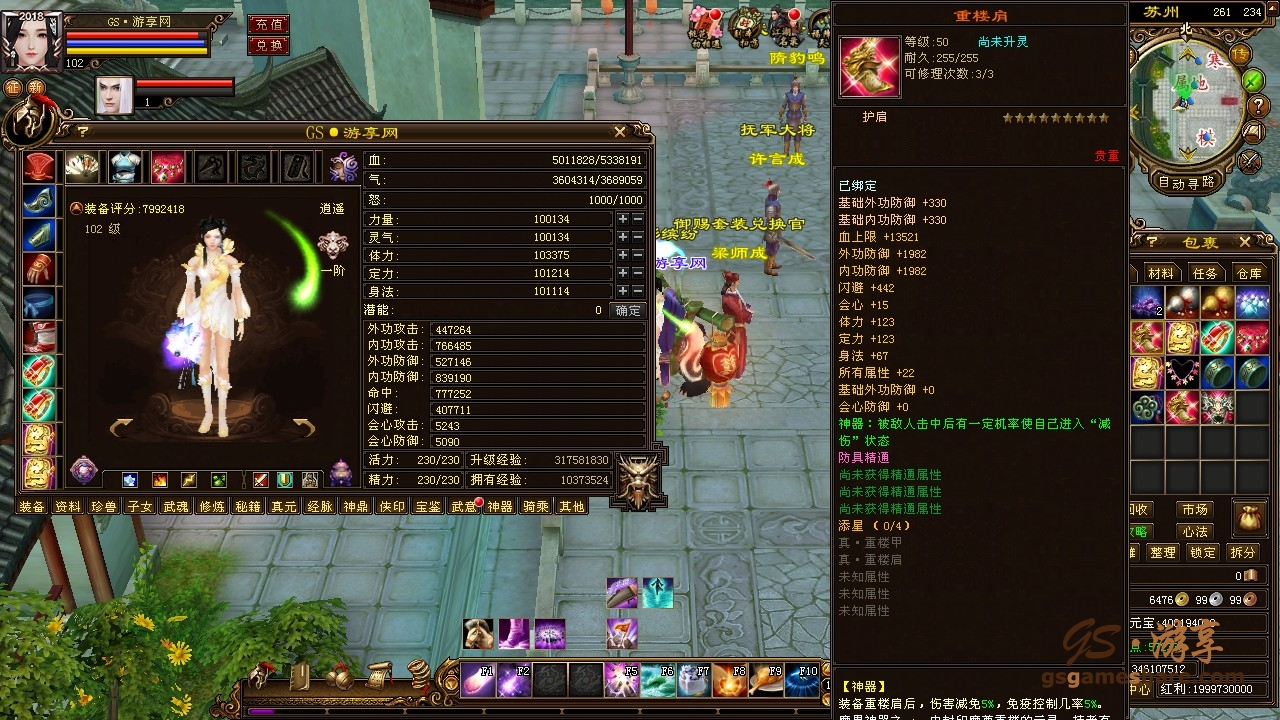 2018
GS·游享网
充值
兑换
102
1
征
新
GS●游享网
装备评分:7992418
102 级
逍遥
一阶
血:
5011828/5338191
气:
3604314/3689059
怒:
1000/1000
力量:
100134
灵气:
100134
体力:
103375
定力:
101214
身法:
101114
潜能:
0
确定
外功攻击:
447264
内功攻击:
766485
外功防御:
527146
内功防御:
839190
命中:
777252
闪避:
407711
会心攻击:
5243
会心防御:
5090
活力: 230/230
升级经验: 317581830
精力: 230/230
拥有经验: 10373524
装备 资料 珍兽 子女 武魂 修炼 秘籍 真元 经脉 神鼎 侠印 宝鉴 武意 神器 骑乘 其他
隋豹鸣
抚军大将
许言成
御赐套装兑换官
缤纷
梁师成
游享网
重楼肩
等级:50
尚未升灵
耐久:255/255
可修理次数:3/3
护肩
★★★★★★★★★
贵重
已绑定
基础外功防御 +330
基础内功防御 +330
血上限 +13521
外功防御 +1982
内功防御 +1982
闪避 +442
会心 +15
体力 +123
定力 +123
身法 +67
所有属性 +22
基础外功防御 +0
会心防御 +0
神器：被敌人击中后有一定机率使自己进入“减
伤”状态
防具精通
尚未获得精通属性
尚未获得精通属性
尚未获得精通属性
添星 （0/4）
真·重楼甲
真·重楼肩
未知属性
未知属性
未知属性
【神器】
装备重楼肩后，伤害减免5%，免疫控制几率5%。
苏州
261 234
北
自动寻路
包裹
材料
任务
仓库
2
回收
市场
心法
整理
锁定
拆分
0
6476
99
99
元宝
346107512
红利
1999730000
GS·游享
F1
F2
F5
F6
F7
F8
F9
F10